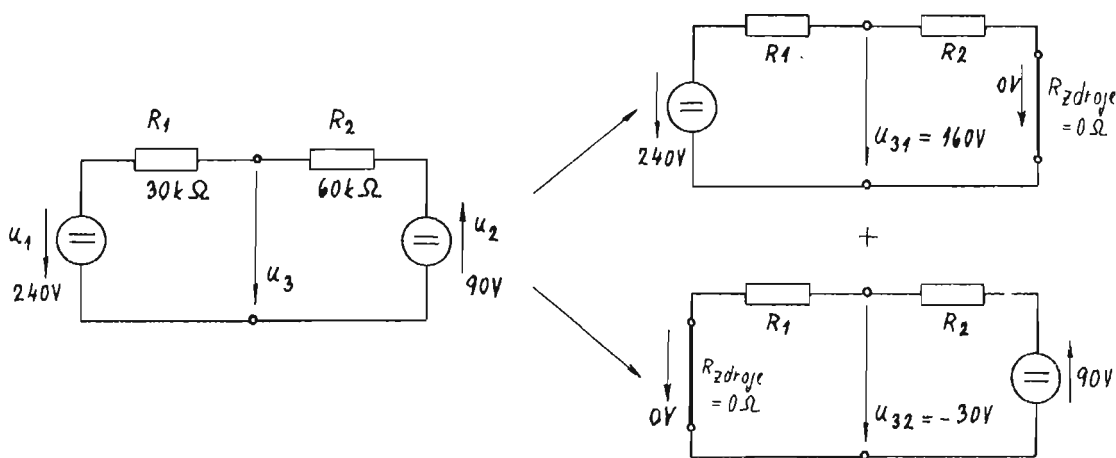 R1
R2
30kΩ
60kΩ
u1
240V
u3
u2
90V
R1
R2
240V
u31 = 160V
0V
Rzdroje
= 0Ω
+
R1
R2
0V
Rzdroje
= 0Ω
u32 = -30V
90V